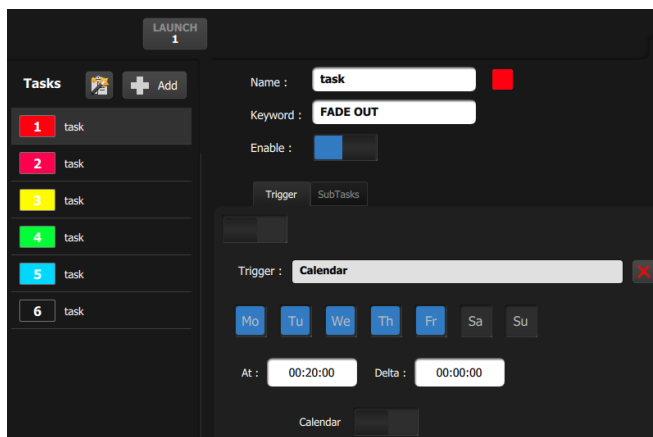 LAUNCH
1
Tasks
Add
1 task
2 task
3 task
4 task
5 task
6 task
Name : task
Keyword : FADE OUT
Enable :
Trigger SubTasks
Trigger : Calendar
Mo Tu We Th Fr Sa Su
At : 00:20:00 Delta : 00:00:00
Calendar